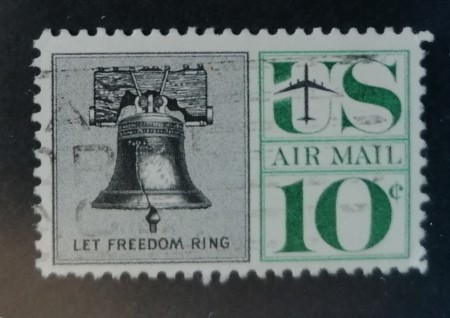 LET FREEDOM RING
US
AIR MAIL
10¢